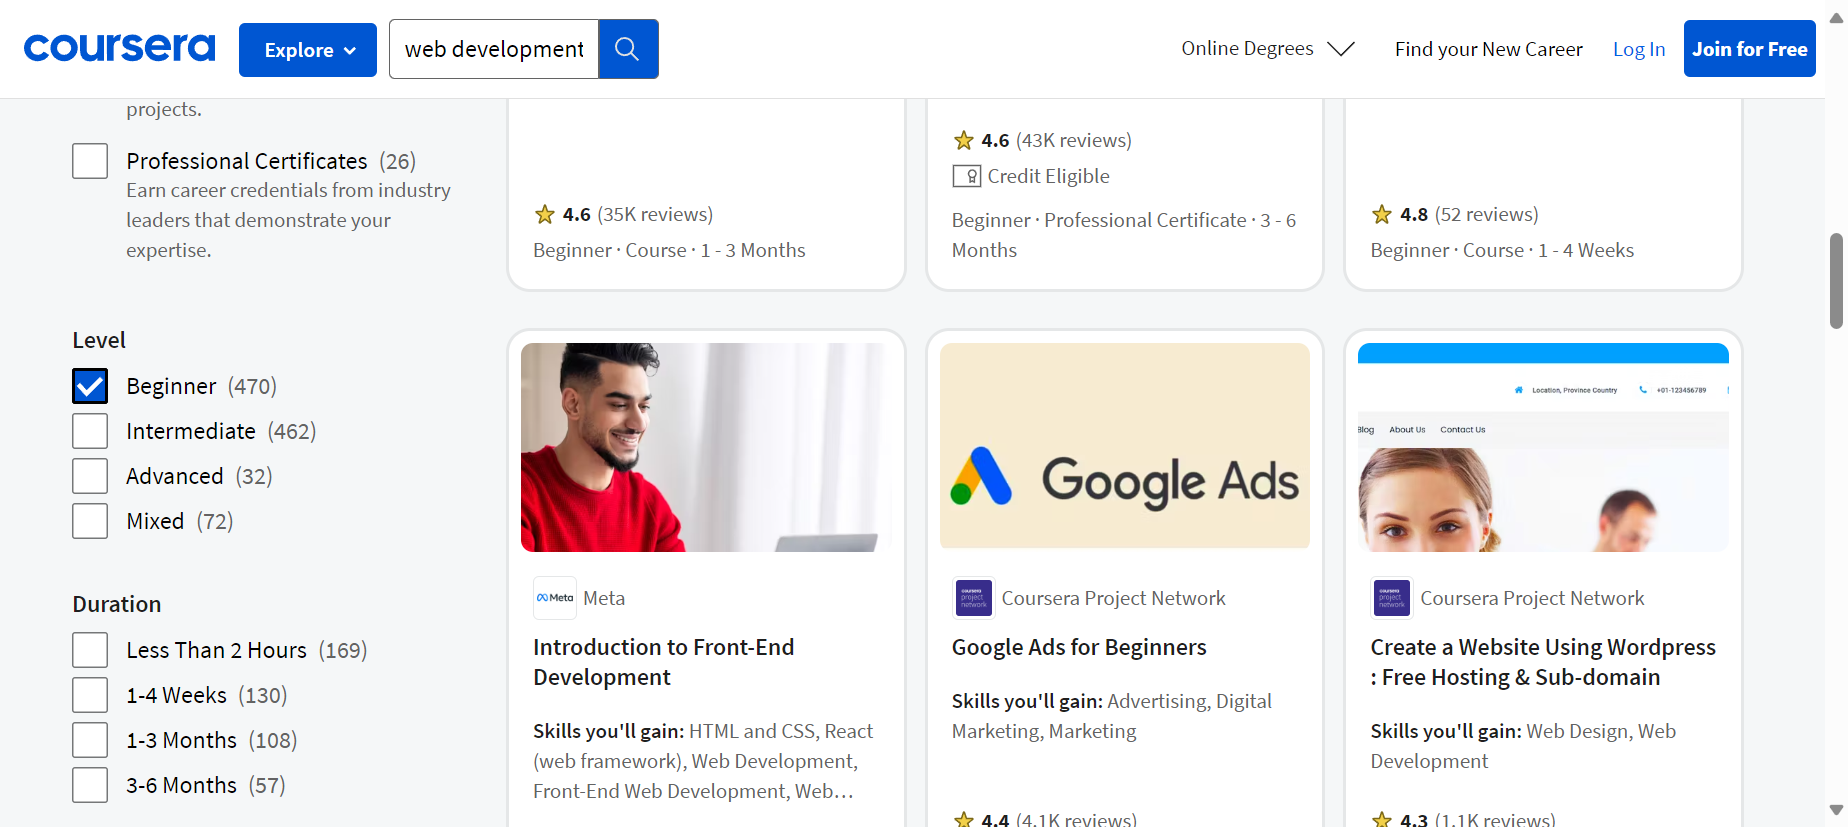 coursera
Explore
web development
Online Degrees
Find your New Career
Log In
Join for Free
projects.
Professional Certificates (26)
Earn career credentials from industry
leaders that demonstrate your
expertise.
Level
Beginner (470)
Intermediate (462)
Advanced (32)
Mixed (72)
Duration
Less Than 2 Hours (169)
1-4 Weeks (130)
1-3 Months (108)
3-6 Months (57)
4.6 (35K reviews)
Beginner · Course · 1 - 3 Months
4.6 (43K reviews)
Credit Eligible
Beginner · Professional Certificate · 3 - 6
Months
4.8 (52 reviews)
Beginner · Course · 1 - 4 Weeks
Meta
Meta
Introduction to Front-End
Development
Skills you'll gain: HTML and CSS, React
(web framework), Web Development,
Front-End Web Development, Web…
Google Ads
coursera
project
network
Coursera Project Network
Google Ads for Beginners
Skills you'll gain: Advertising, Digital
Marketing, Marketing
4.4 (4.1K reviews)
Location, Province Country
+01-123456789
Blog About Us Contact Us
coursera
project
network
Coursera Project Network
Create a Website Using Wordpress
: Free Hosting & Sub-domain
Skills you'll gain: Web Design, Web
Development
4.3 (1.1K reviews)